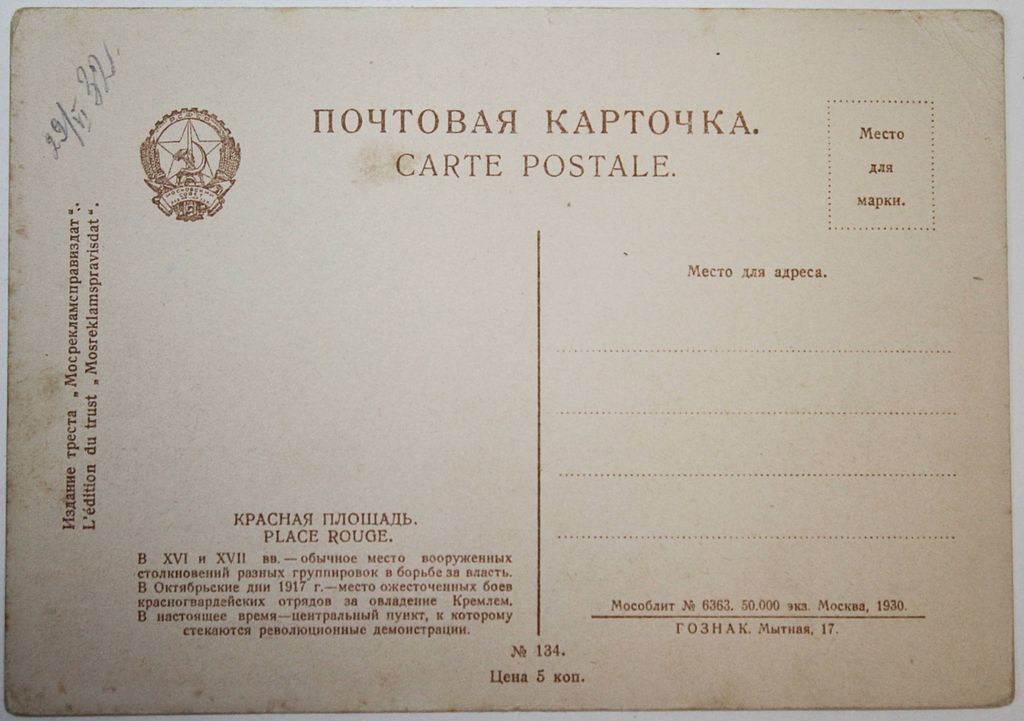 29/VI 32.
ПОЧТОВАЯ КАРТОЧКА.
CARTE POSTALE.
Место
для
марки.
Место для адреса.
Издание треста „Мосрекламсправиздат“.
L'édition du trust „Mosreklamspravisdat“.
КРАСНАЯ ПЛОЩАДЬ.
PLACE ROUGE.
В XVI и XVII вв.—обычное место вооруженных
столкновений разных группировок в борьбе за власть.
В Октябрьские дни 1917 г.—место ожесточенных боев
красногвардейских отрядов за овладение Кремлем.
В настоящее время—центральный пункт, к которому
стекаются революционные демонстрации.
Мособлит № 6363. 50.000 экз. Москва, 1930.
ГОЗНАК. Мытная, 17.
№ 134.
Цена 5 коп.